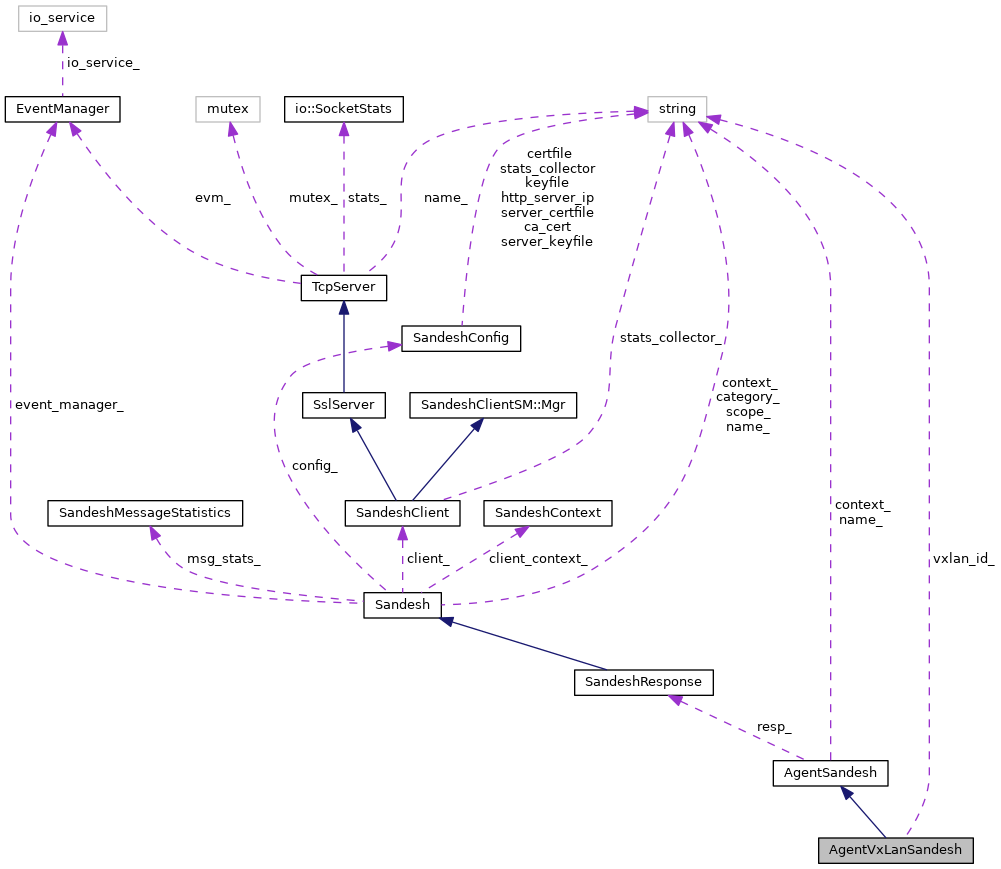 io_service
io_service_
EventManager
mutex
io::SocketStats
string
certfile
stats_collector
keyfile
http_server_ip
server_certfile
ca_cert
server_keyfile
evm_
mutex_
stats_
name_
TcpServer
SandeshConfig
stats_collector_
context_
category_
scope_
name_
event_manager_
SslServer
SandeshClientSM::Mgr
config_
SandeshMessageStatistics
SandeshClient
SandeshContext
context_
name_
msg_stats_
client_
client_context_
vxlan_id_
Sandesh
SandeshResponse
resp_
AgentSandesh
AgentVxLanSandesh